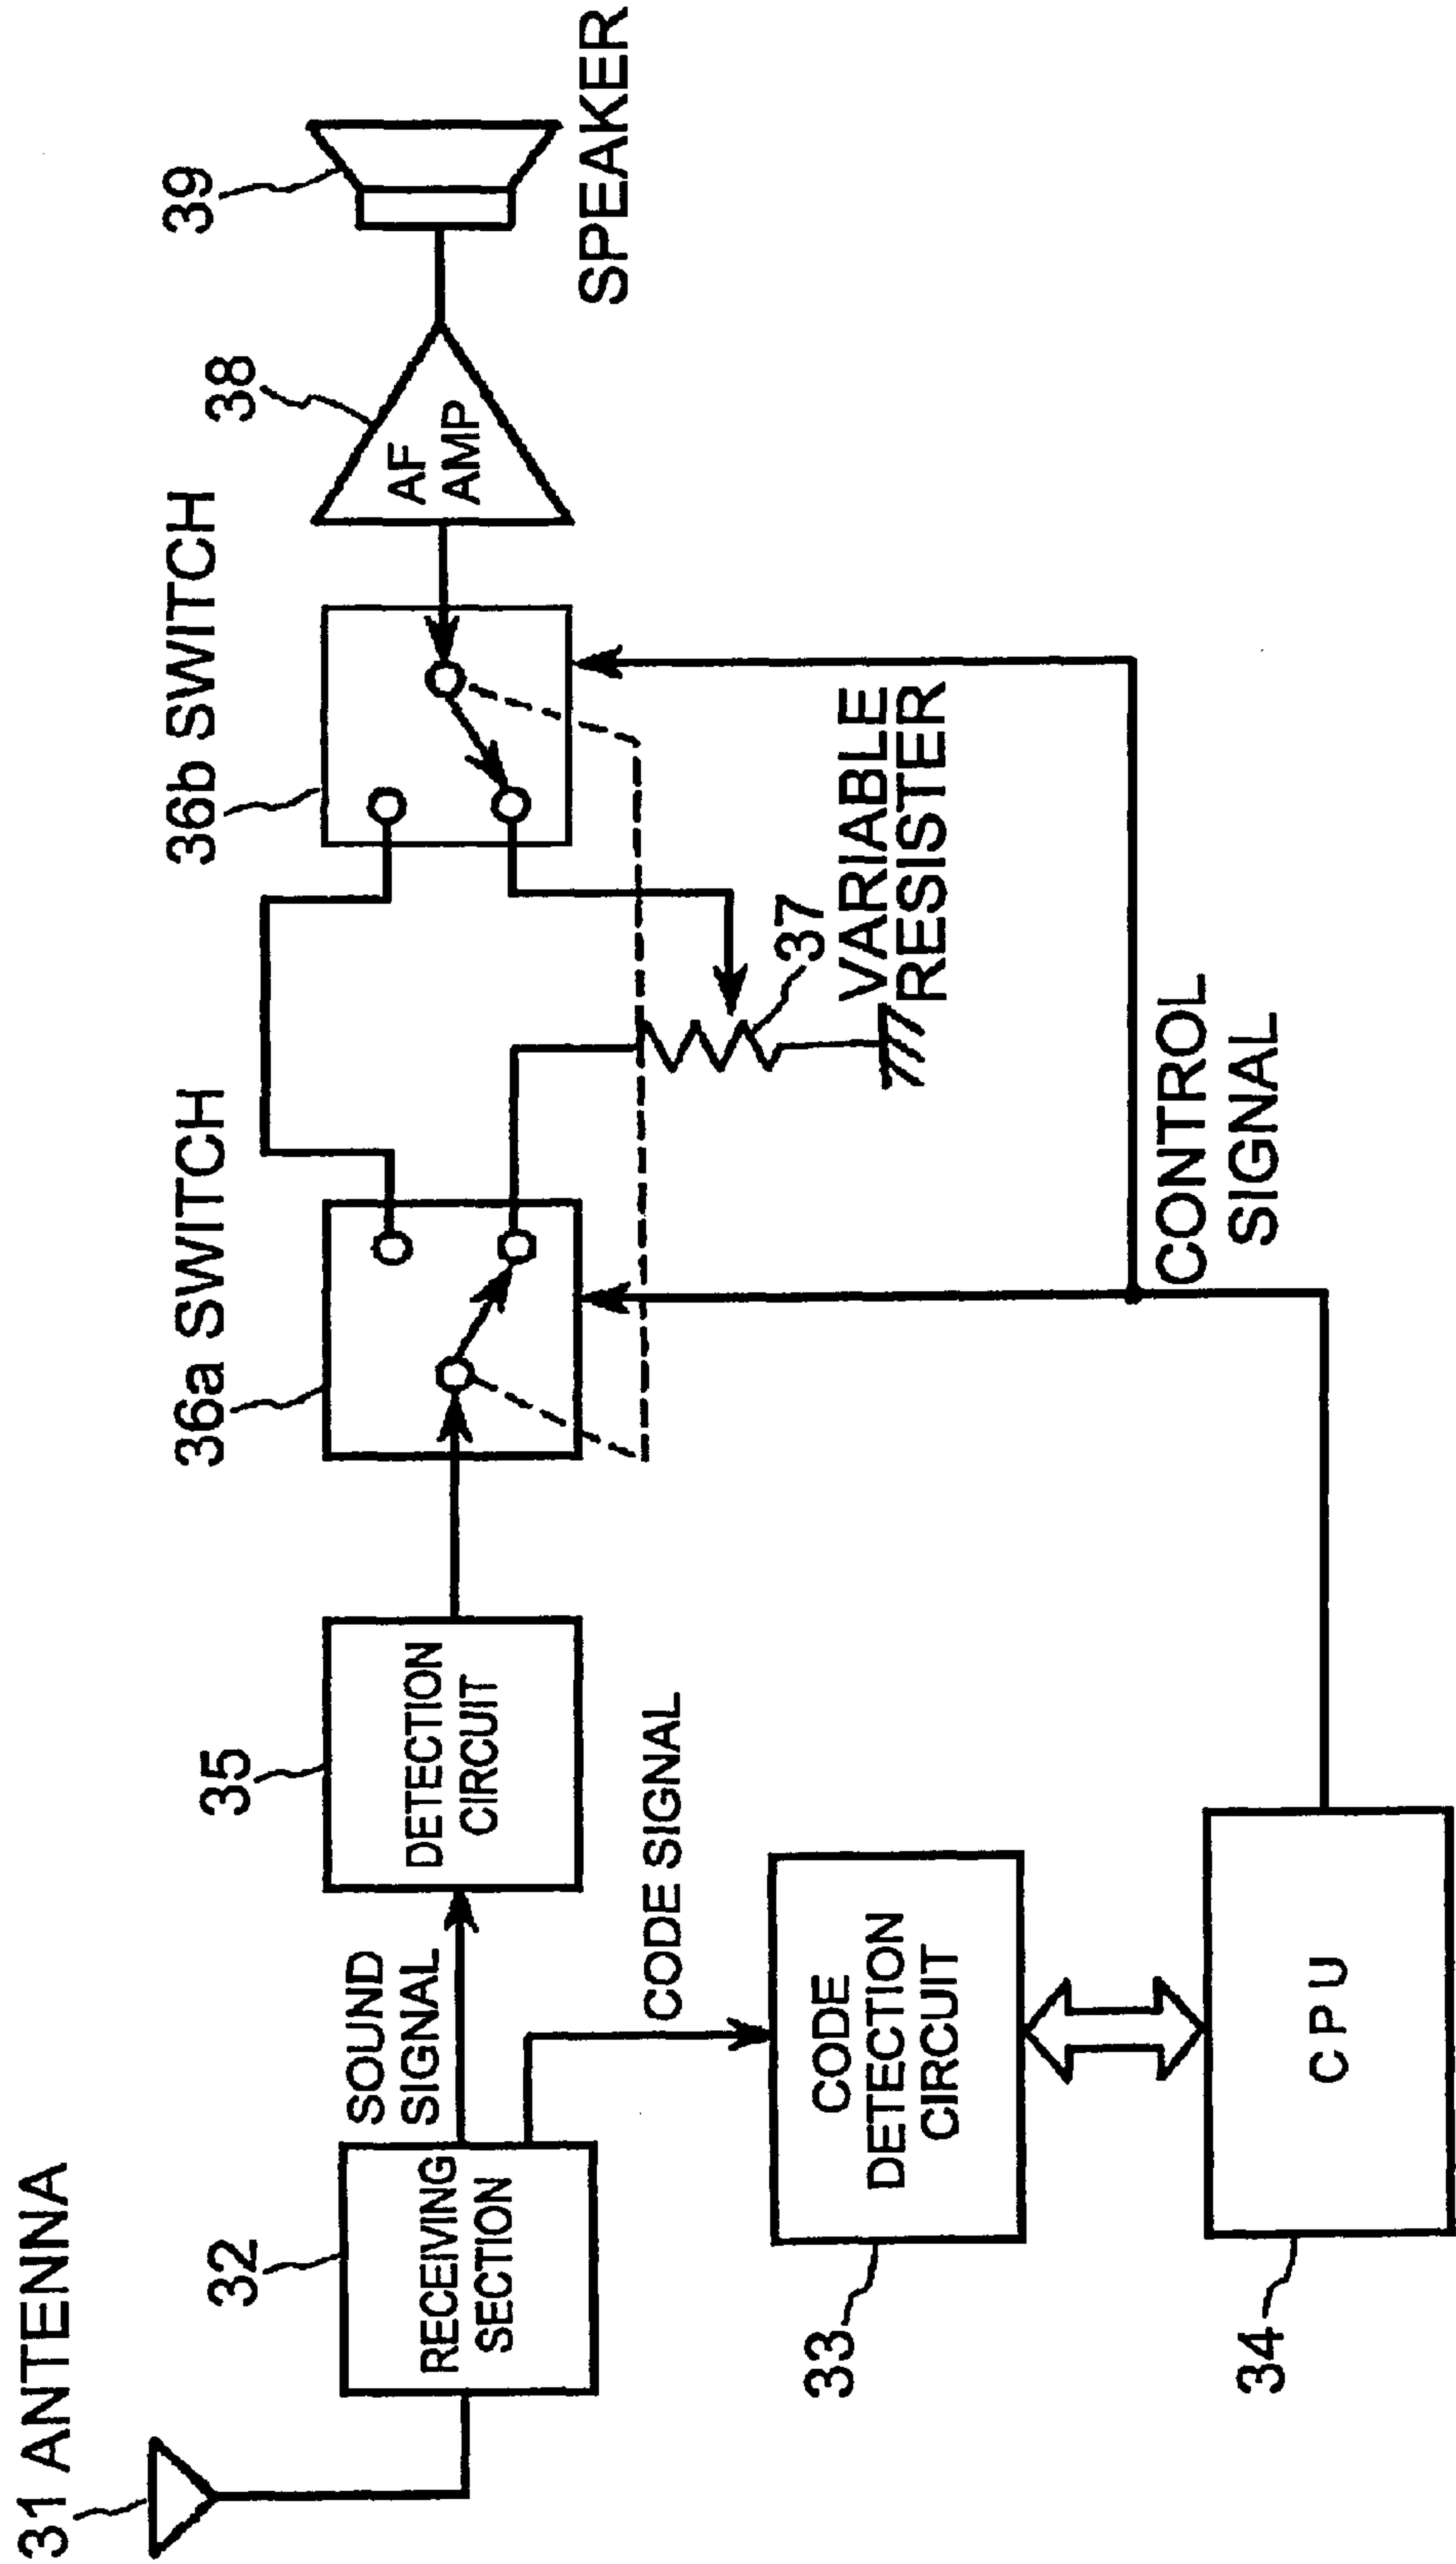 31 ANTENNA
32
RECEIVING
SECTION
SOUND
SIGNAL
CODE SIGNAL
35
DETECTION
CIRCUIT
36a SWITCH
36b SWITCH
38
AF
AMP
39
SPEAKER
37
VARIABLE
RESISTER
33
CODE
DETECTION
CIRCUIT
34
CPU
CONTROL
SIGNAL